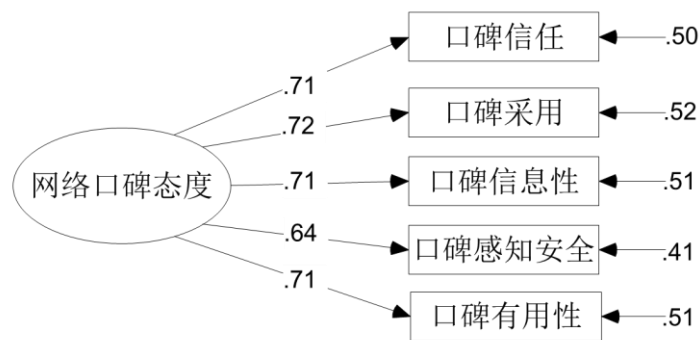 口碑信任
.50
.71
口碑采用
.52
.72
网络口碑态度
.71
口碑信息性
.51
.64
口碑感知安全
.41
.71
口碑有用性
.51